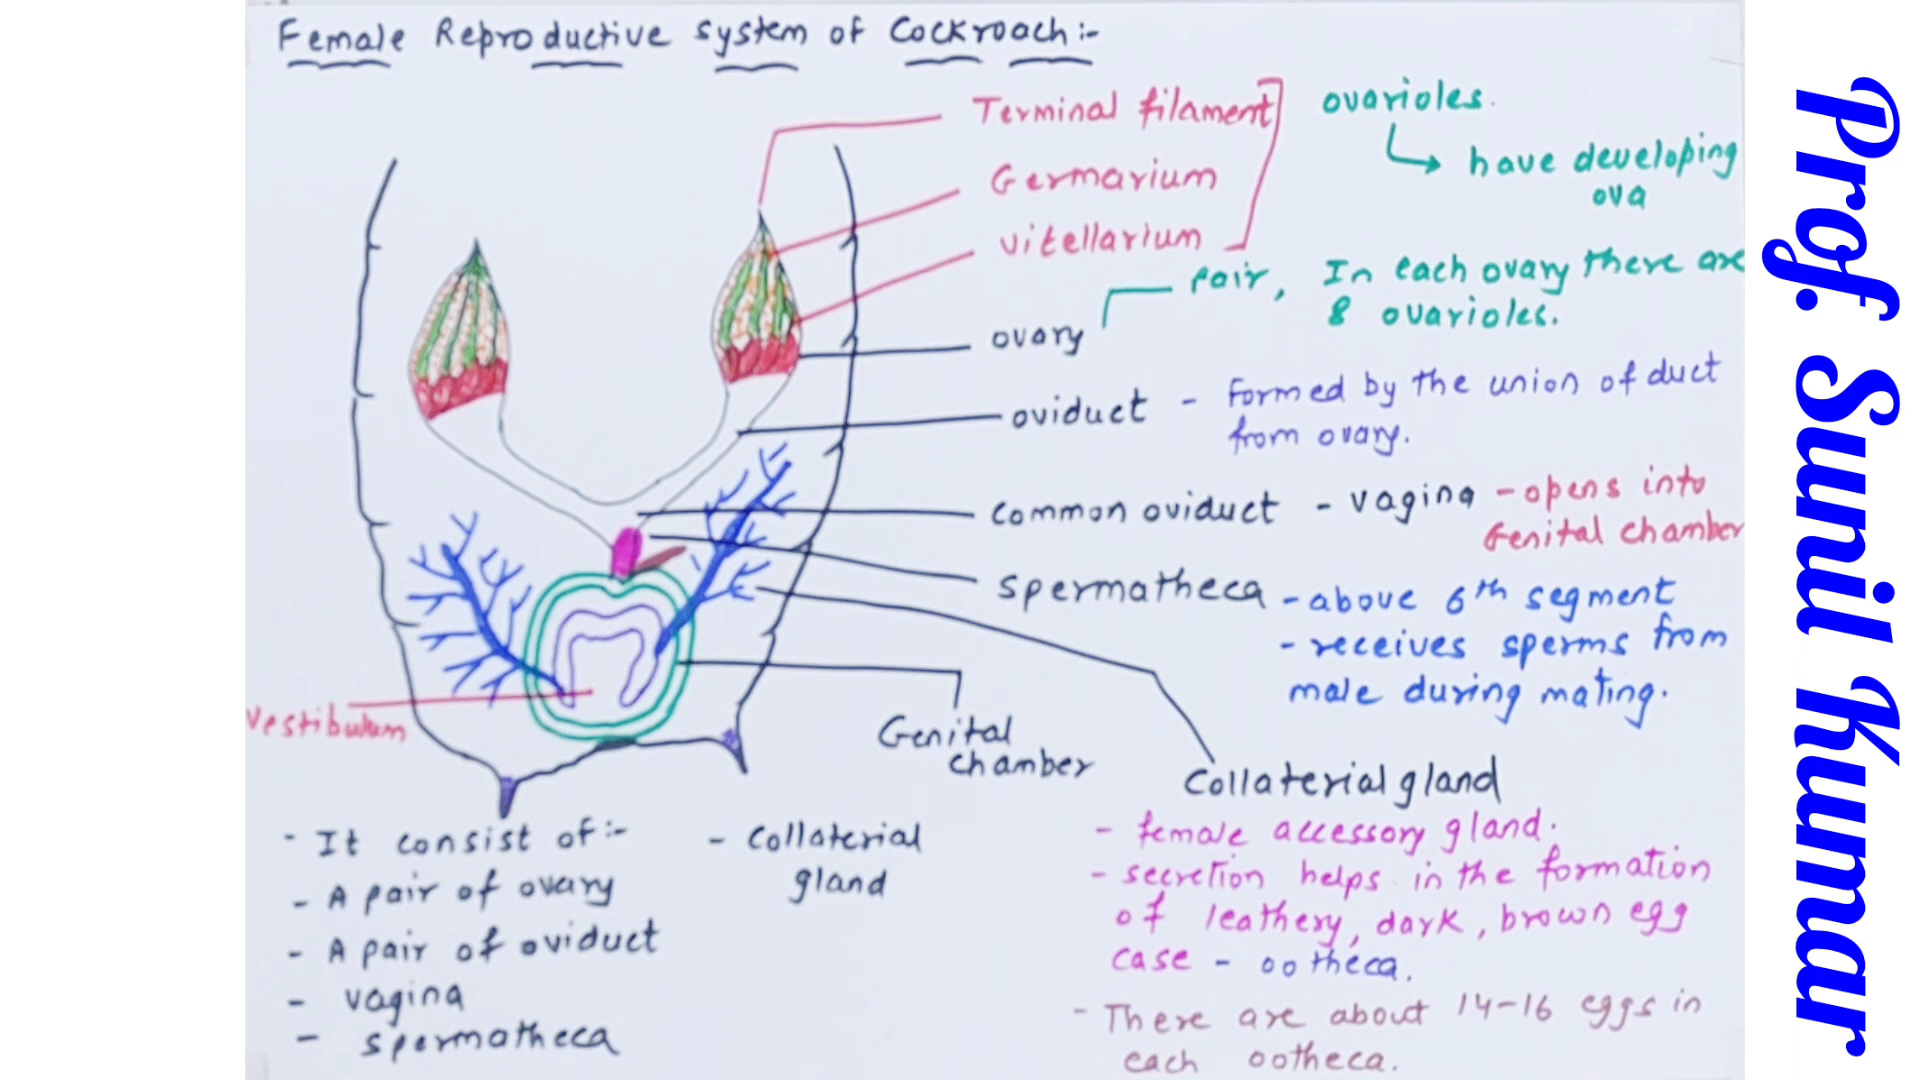 Female Reproductive system of Cockroach:-
Terminal filament
Germarium
vitellarium
ovarioles.
have developing
ova
pair, In each ovary there are
8 ovarioles.
ovary
oviduct - formed by the union of duct
from ovary.
common oviduct - vagina - opens into
Genital chamber
spermatheca - above 6th segment
- receives sperms from
male during mating.
vestibulum
Genital
chamber
Collaterial gland
- female accessory gland.
- secretion helps in the formation
of leathery, dark, brown egg
case - ootheca.
- There are about 14-16 eggs in
each ootheca.
- It consist of:-
- A pair of ovary
- A pair of oviduct
- vagina
- spermatheca
- Collaterial
gland
Prof. Sunil Kumar